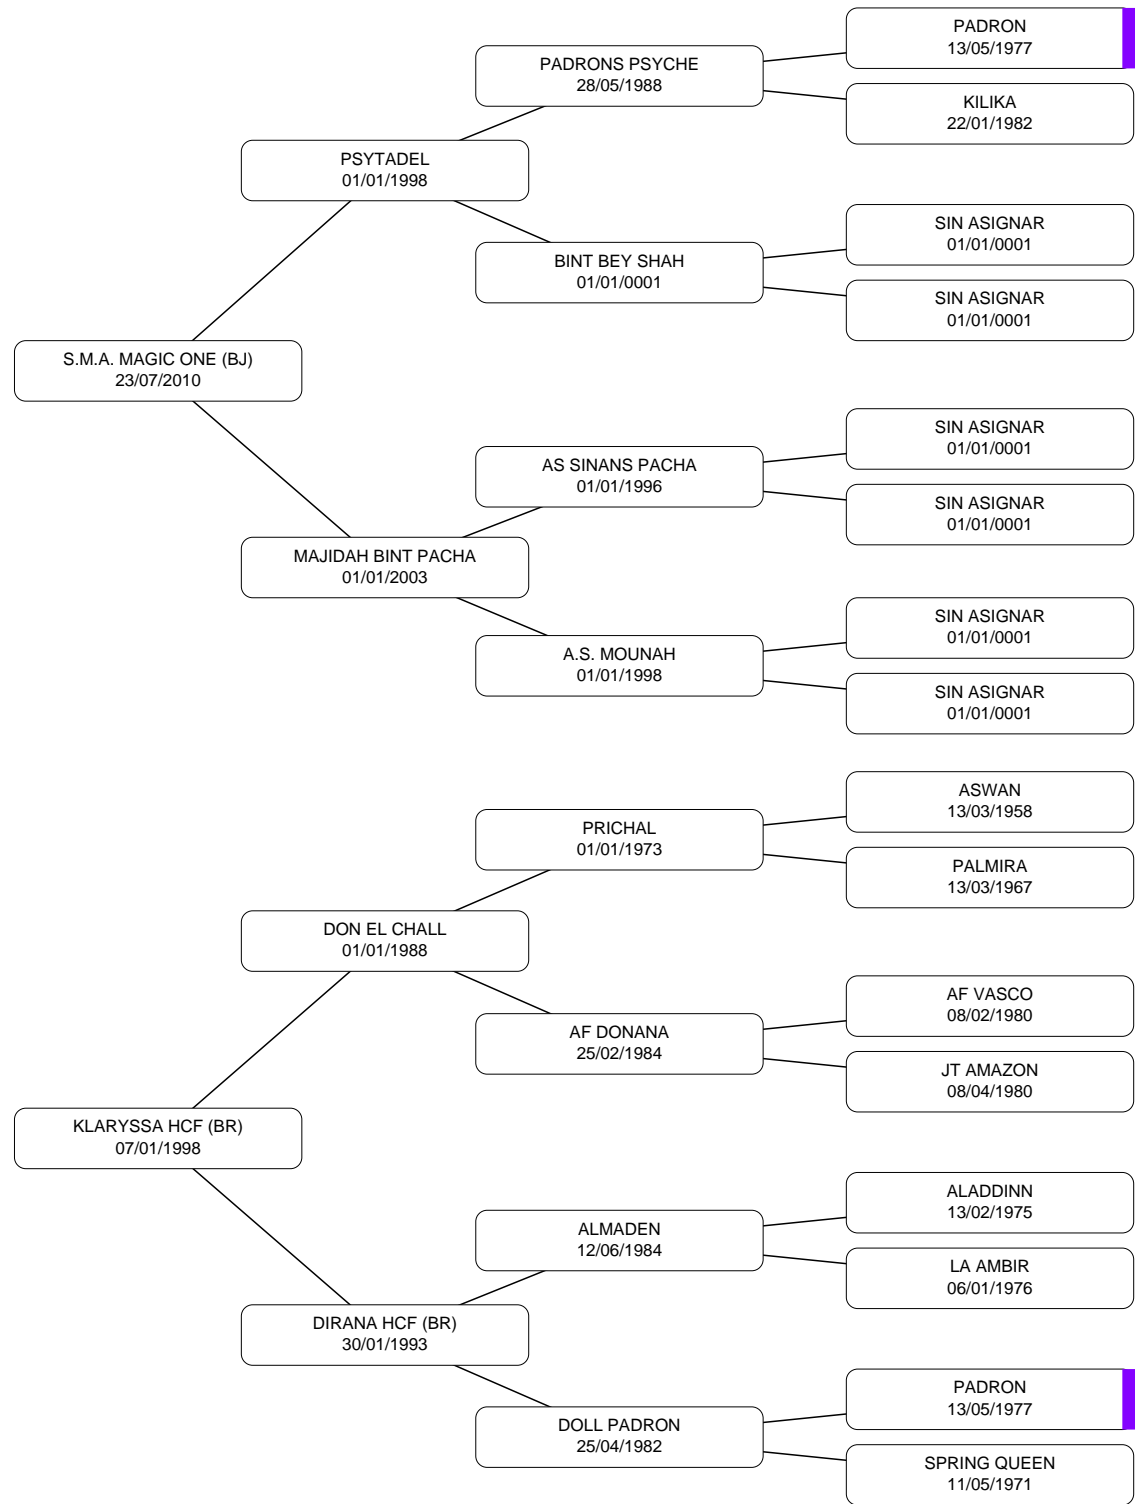 PADRON
13/05/1977
PADRONS PSYCHE
28/05/1988
KILIKA
22/01/1982
PSYTADEL
01/01/1998
SIN ASIGNAR
01/01/0001
BINT BEY SHAH
01/01/0001
SIN ASIGNAR
01/01/0001
S.M.A. MAGIC ONE (BJ)
23/07/2010
SIN ASIGNAR
01/01/0001
AS SINANS PACHA
01/01/1996
SIN ASIGNAR
01/01/0001
MAJIDAH BINT PACHA
01/01/2003
SIN ASIGNAR
01/01/0001
A.S. MOUNAH
01/01/1998
SIN ASIGNAR
01/01/0001
ASWAN
13/03/1958
PRICHAL
01/01/1973
PALMIRA
13/03/1967
DON EL CHALL
01/01/1988
AF VASCO
08/02/1980
AF DONANA
25/02/1984
JT AMAZON
08/04/1980
KLARYSSA HCF (BR)
07/01/1998
ALADDINN
13/02/1975
ALMADEN
12/06/1984
LA AMBIR
06/01/1976
DIRANA HCF (BR)
30/01/1993
PADRON
13/05/1977
DOLL PADRON
25/04/1982
SPRING QUEEN
11/05/1971